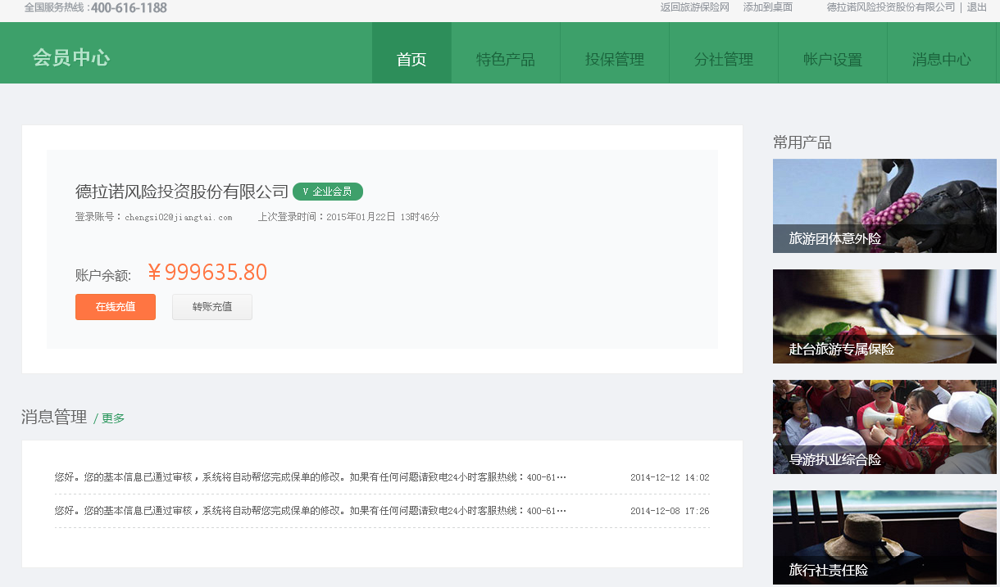 全国服务热线：400-616-1188
返回旅游保险网 添加到桌面 德拉诺风险投资股份有限公司 | 退出
会员中心
首页 特色产品 投保管理 分社管理 帐户设置 消息中心
德拉诺风险投资股份有限公司 V 企业会员
登录账号：chengsi02@jiangtai.com 上次登录时间：2015年01月22日 13时46分
账户余额: ￥999635.80
在线充值 转账充值
消息管理 / 更多
您好。您的基本信息已通过审核，系统将自动帮您完成保单的修改。如果有任何问题请致电24小时客服热线：400-61… 2014-12-12 14:02
您好。您的基本信息已通过审核，系统将自动帮您完成保单的修改。如果有任何问题请致电24小时客服热线：400-61… 2014-12-08 17:26
常用产品
旅游团体意外险
赴台旅游专属保险
导游执业综合险
旅行社责任险